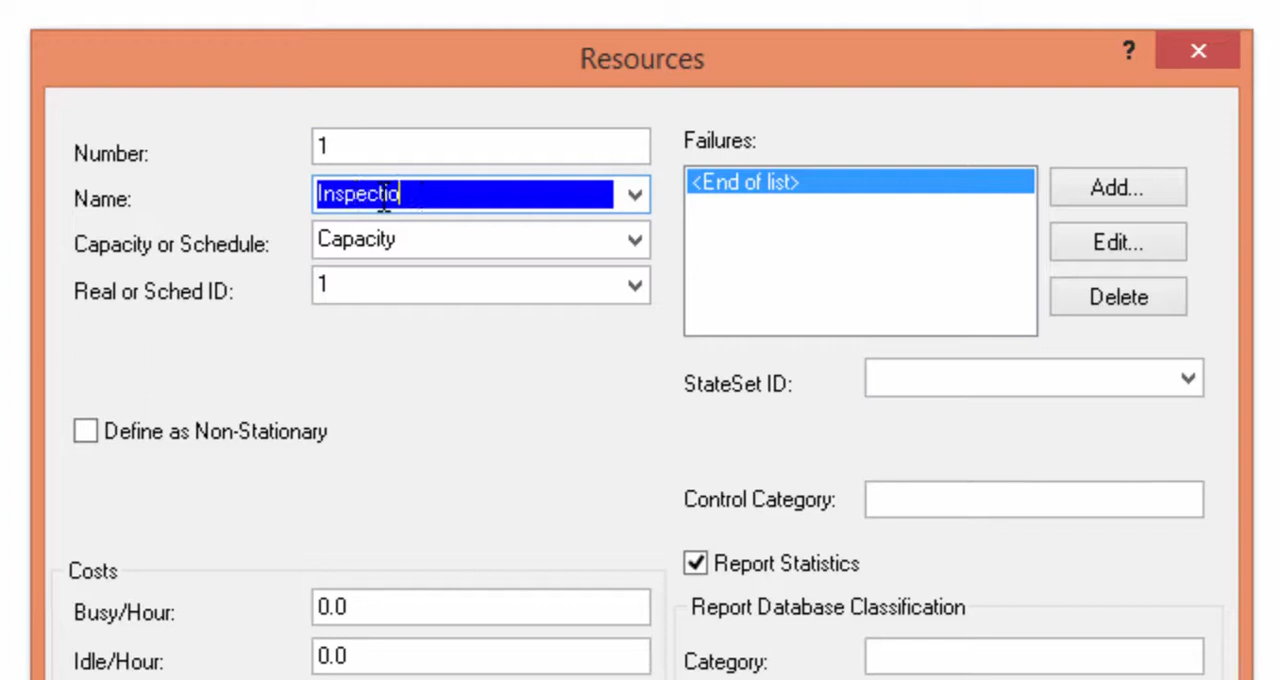 Resources
?
Number: 1
Name: Inspectio
Capacity or Schedule: Capacity
Real or Sched ID: 1
Define as Non-Stationary
Costs
Busy/Hour: 0.0
Idle/Hour: 0.0
Failures:
<End of list>
Add...
Edit...
Delete
StateSet ID:
Control Category:
Report Statistics
Report Database Classification
Category: